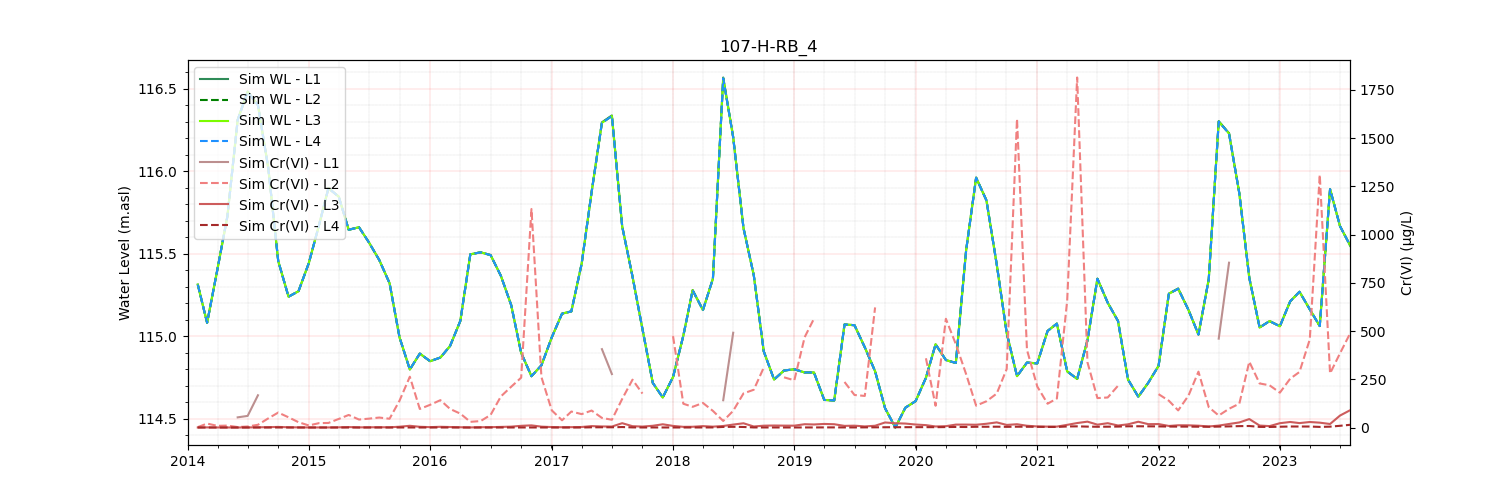 107-H-RB_4
Sim WL - L1
Sim WL - L2
Sim WL - L3
Sim WL - L4
Sim Cr(VI) - L1
Sim Cr(VI) - L2
Sim Cr(VI) - L3
Sim Cr(VI) - L4
Water Level (m.asl)
116.5
116.0
115.5
115.0
114.5
1750
1500
1250
1000
750
500
250
0
Cr(VI) (µg/L)
2014 2015 2016 2017 2018 2019 2020 2021 2022 2023